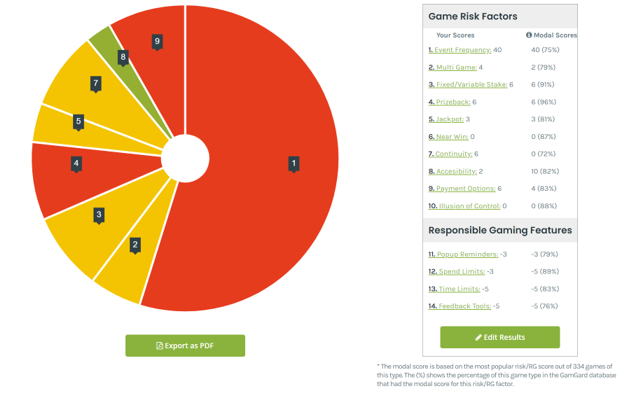 9
8
7
5
4
3
2
1
Export as PDF
Game Risk Factors
Your Scores Modal Scores
1. Event Frequency: 40 40 (75%)
2. Multi Game: 4 2 (79%)
3. Fixed/Variable Stake: 6 6 (91%)
4. Prizeback: 6 6 (96%)
5. Jackpot: 3 3 (81%)
6. Near Win: 0 0 (87%)
7. Continuity: 6 0 (72%)
8. Accesibility: 2 10 (82%)
9. Payment Options: 6 4 (83%)
10. Illusion of Control: 0 0 (88%)
Responsible Gaming Features
11. Popup Reminders: -3 -3 (79%)
12. Spend Limits: -3 -5 (89%)
13. Time Limits: -5 -5 (83%)
14. Feedback Tools: -5 -5 (76%)
Edit Results
* The modal score is based on the most popular risk/RG score out of 334 games of
this type. The (%) shows the percentage of this game type in the GamGard database
that had the modal score for this risk/RG factor.